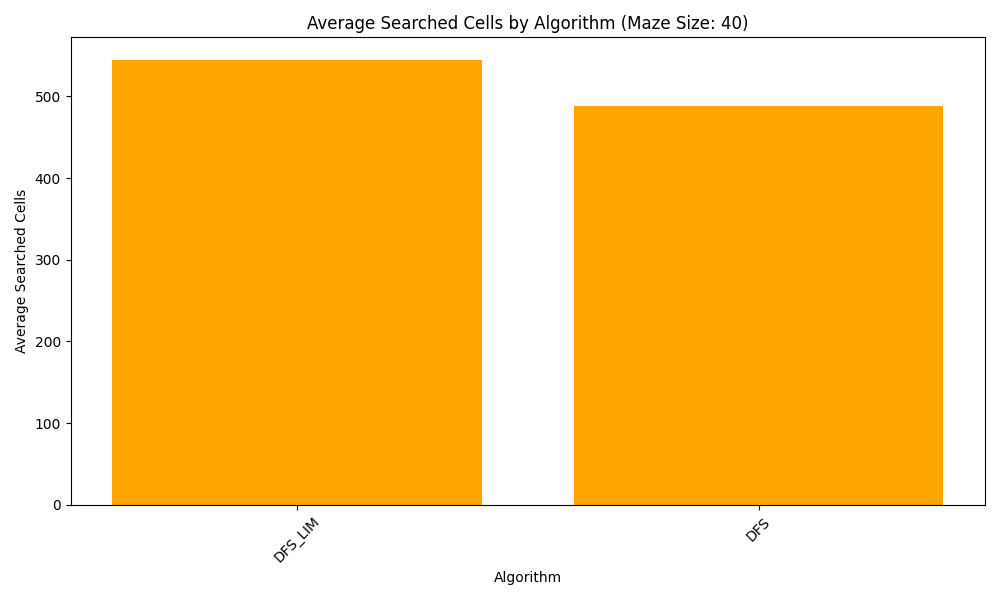 Average Searched Cells by Algorithm (Maze Size: 40)
Average Searched Cells
500
400
300
200
100
0
DFS_LIM
DFS
Algorithm